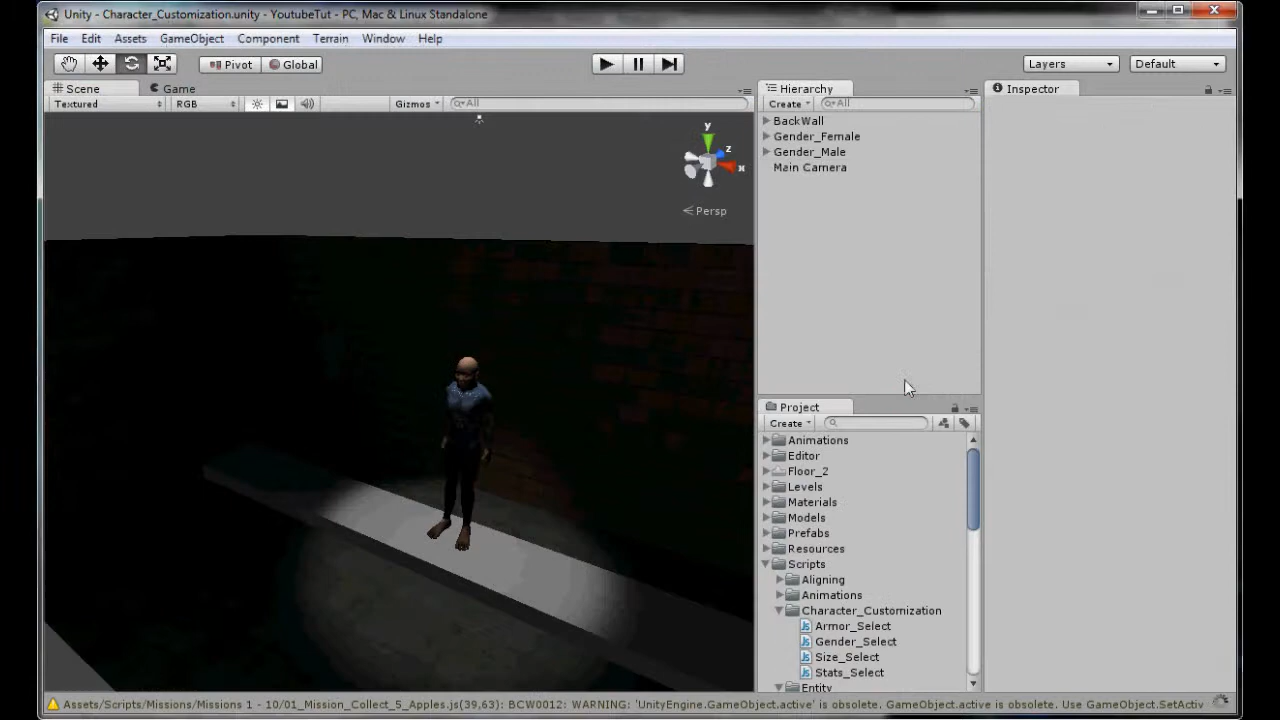 Unity - Character_Customization.unity - YoutubeTut - PC, Mac & Linux Standalone
File Edit Assets GameObject Component Terrain Window Help
Pivot Global Layers Default
Scene Game Hierarchy Inspector
Textured RGB Gizmos All Create All
BackWall
Gender_Female
Gender_Male
Main Camera
y
z
x
Persp
Project
Create
Animations
Editor
Floor_2
Levels
Materials
Models
Prefabs
Resources
Scripts
Aligning
Animations
Character_Customization
Armor_Select
Gender_Select
Size_Select
Stats_Select
Entity
Assets/Scripts/Missions/Missions 1 - 10/01_Mission_Collect_5_Apples.js(39,63): BCW0012: WARNING: 'UnityEngine.GameObject.active' is obsolete. GameObject.active is obsolete. Use GameObject.SetActiv